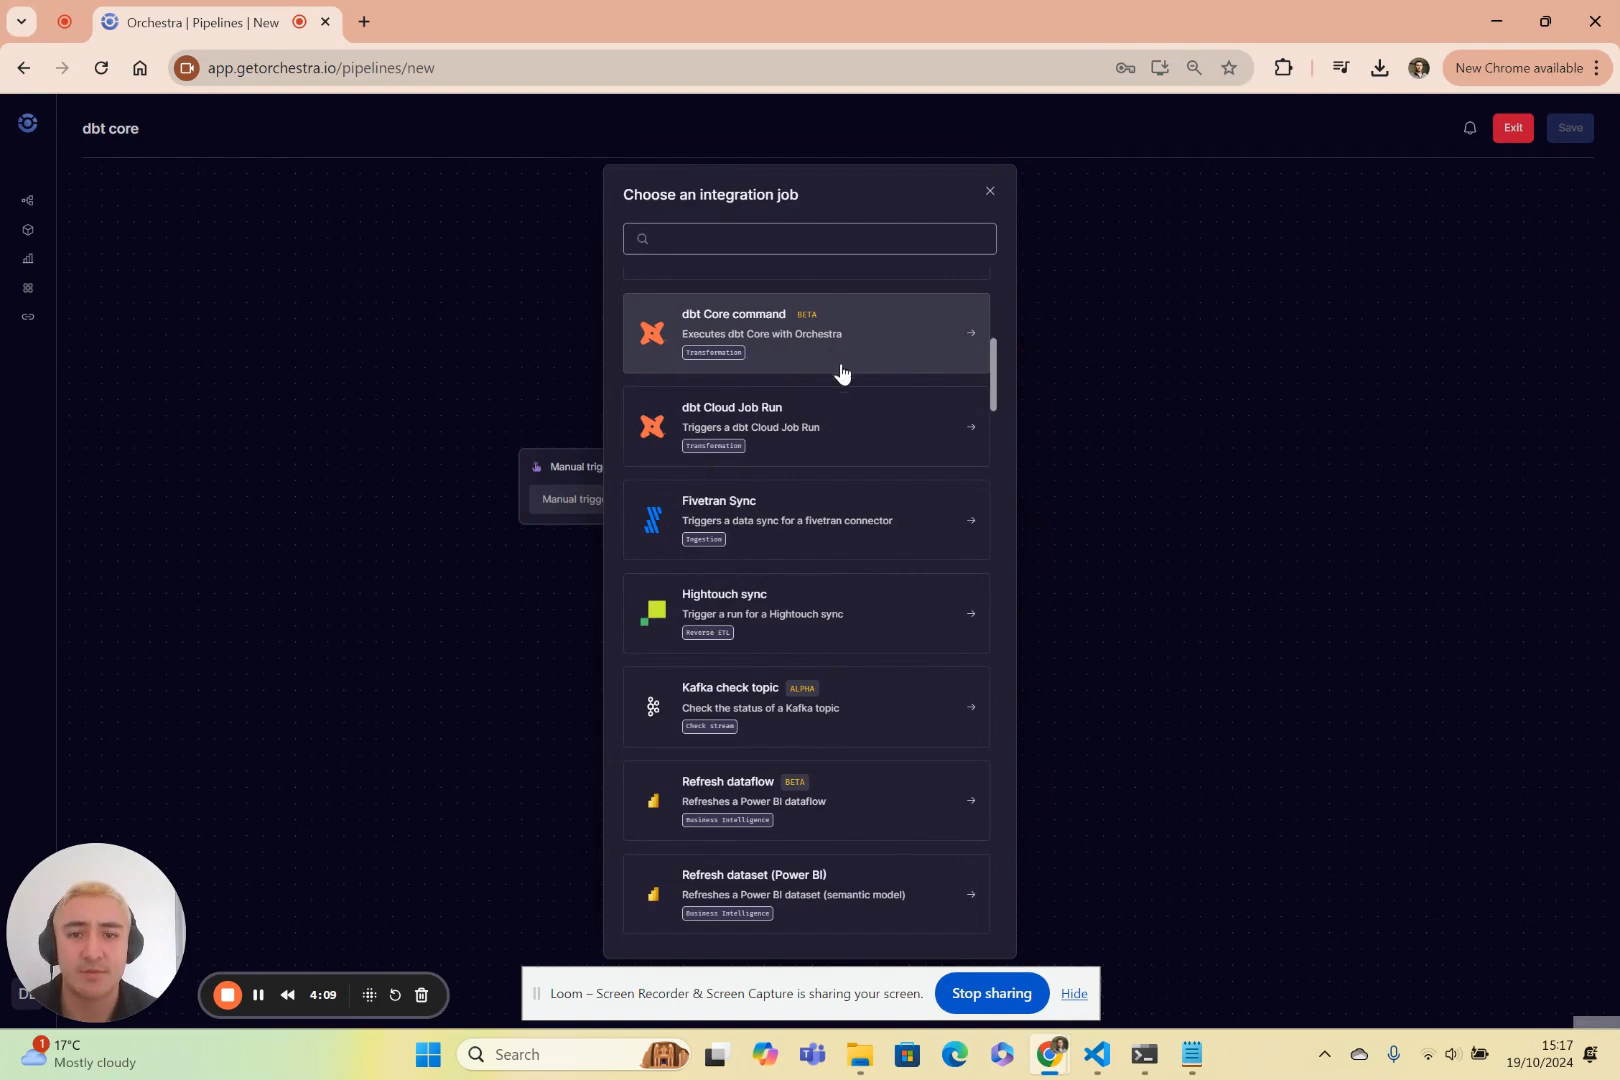 Orchestra | Pipelines | New
app.getorchestra.io/pipelines/new
New Chrome available
dbt core
Exit
Save
Choose an integration job
dbt Core command BETA
Executes dbt Core with Orchestra
Transformation
dbt Cloud Job Run
Triggers a dbt Cloud Job Run
Transformation
Manual trig
Manual trigge
Fivetran Sync
Triggers a data sync for a fivetran connector
Ingestion
Hightouch sync
Trigger a run for a Hightouch sync
Reverse ETL
Kafka check topic ALPHA
Check the status of a Kafka topic
Check stream
Refresh dataflow BETA
Refreshes a Power BI dataflow
Business Intelligence
Refresh dataset (Power BI)
Refreshes a Power BI dataset (semantic model)
Business Intelligence
4:09
Loom – Screen Recorder & Screen Capture is sharing your screen.
Stop sharing
Hide
1
17°C
Mostly cloudy
Search
15:17
19/10/2024